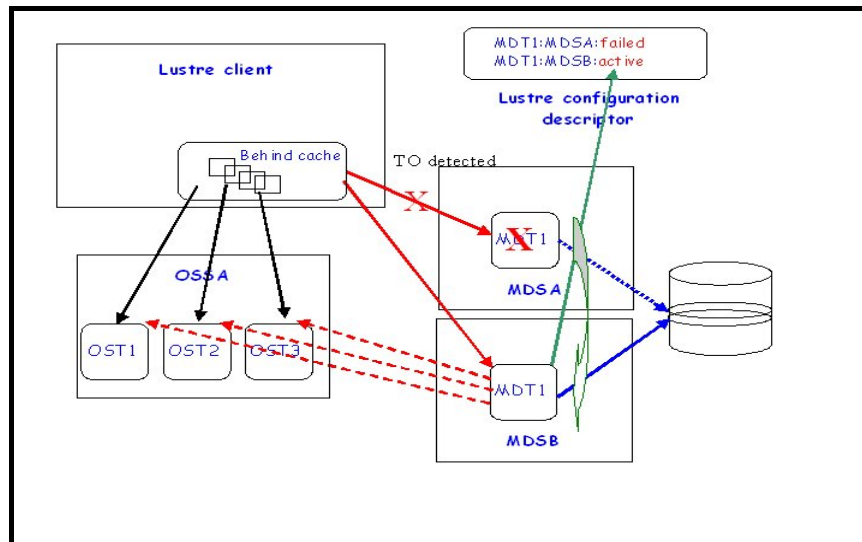 MDT1:MDSA:failed
MDT1:MDSB:active
Lustre client
Lustre configuration
descriptor
Behind cache
TO detected
X
MDT1
X
OSSA
MDSA
OST1
OST2
OST3
MDT1
MDSB